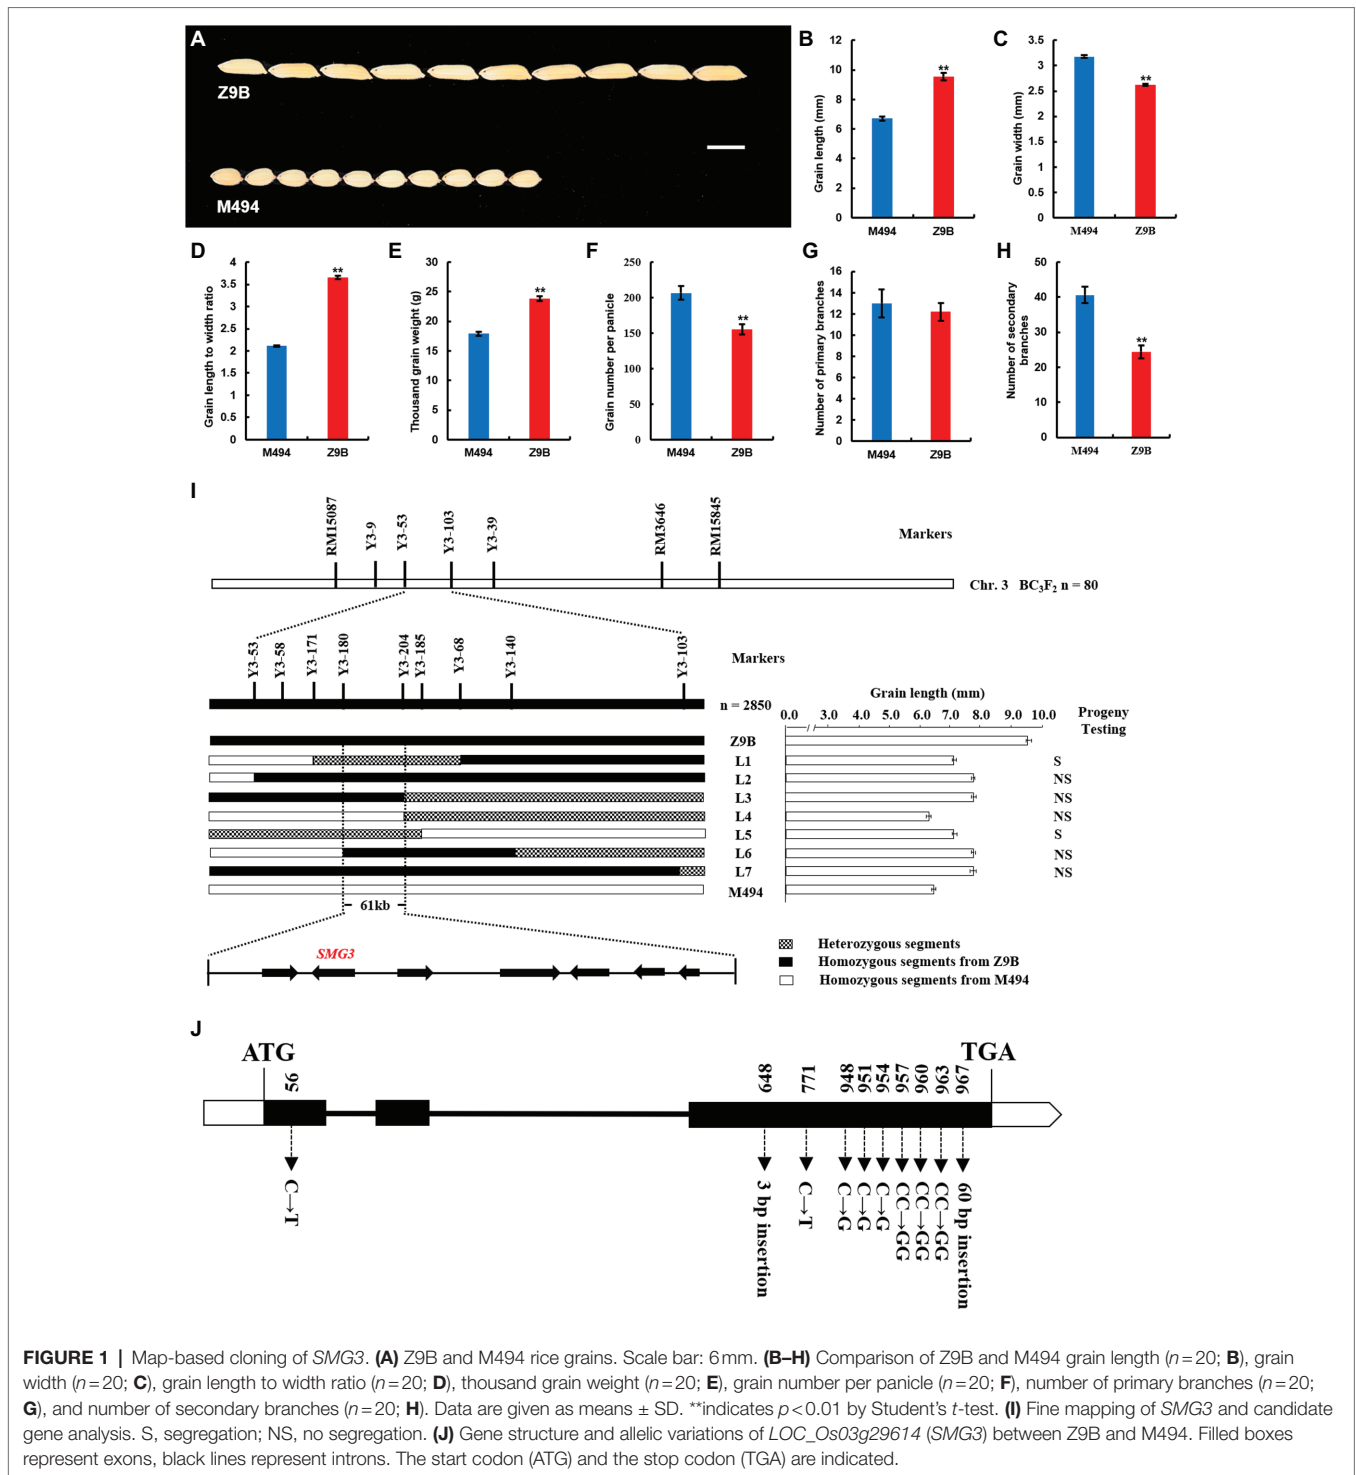 A
Z9B
M494
B
Grain length (mm)
12
10
8
6
4
2
0
**
M494 Z9B
C
Grain width (mm)
3.5
3
2.5
2
1.5
1
0.5
0
**
M494 Z9B
D
Grain length to width ratio
4
3.5
3
2.5
2
1.5
1
0.5
0
**
M494 Z9B
E
Thousand grain weight (g)
30
25
20
15
10
5
0
**
M494 Z9B
F
Grain number per panicle
250
200
150
100
50
0
**
M494 Z9B
G
Number of primary branches
16
14
12
10
8
6
4
2
0
M494 Z9B
H
Number of secondary
branches
50
40
30
20
10
0
**
M494 Z9B
I
RM15087 Y3-9 Y3-53 Y3-103 Y3-39 RM3646 RM15845
Markers
Chr. 3 BC₃F₂ n = 80
Y3-53 Y3-58 Y3-171 Y3-180 Y3-204 Y3-185 Y3-68 Y3-140 Y3-103
Markers
n = 2850
Grain length (mm)
0.0 3.0 6.0 7.0 8.0 10.0
Progeny
Testing
Z9B
L1 S
L2 NS
L3 NS
L4 NS
L5 S
L6 NS
L7 NS
M494
61kb
SMG3
Heterozygous segments
Homozygous segments from Z9B
Homozygous segments from M494
J
ATG TGA
56 648 771 948 951 954 957 960 963 967
C→T
3 bp insertion
C→T
C→G
C→G
C→G
CC→GG
CC→GG
CC→GG
60 bp insertion
FIGURE 1 | Map-based cloning of SMG3. (A) Z9B and M494 rice grains. Scale bar: 6 mm. (B–H) Comparison of Z9B and M494 grain length (n = 20; B), grain
width (n = 20; C), grain length to width ratio (n = 20; D), thousand grain weight (n = 20; E), grain number per panicle (n = 20; F), number of primary branches (n = 20;
G), and number of secondary branches (n = 20; H). Data are given as means ± SD. **indicates p < 0.01 by Student's t-test. (I) Fine mapping of SMG3 and candidate
gene analysis. S, segregation; NS, no segregation. (J) Gene structure and allelic variations of LOC_Os03g29614 (SMG3) between Z9B and M494. Filled boxes
represent exons, black lines represent introns. The start codon (ATG) and the stop codon (TGA) are indicated.